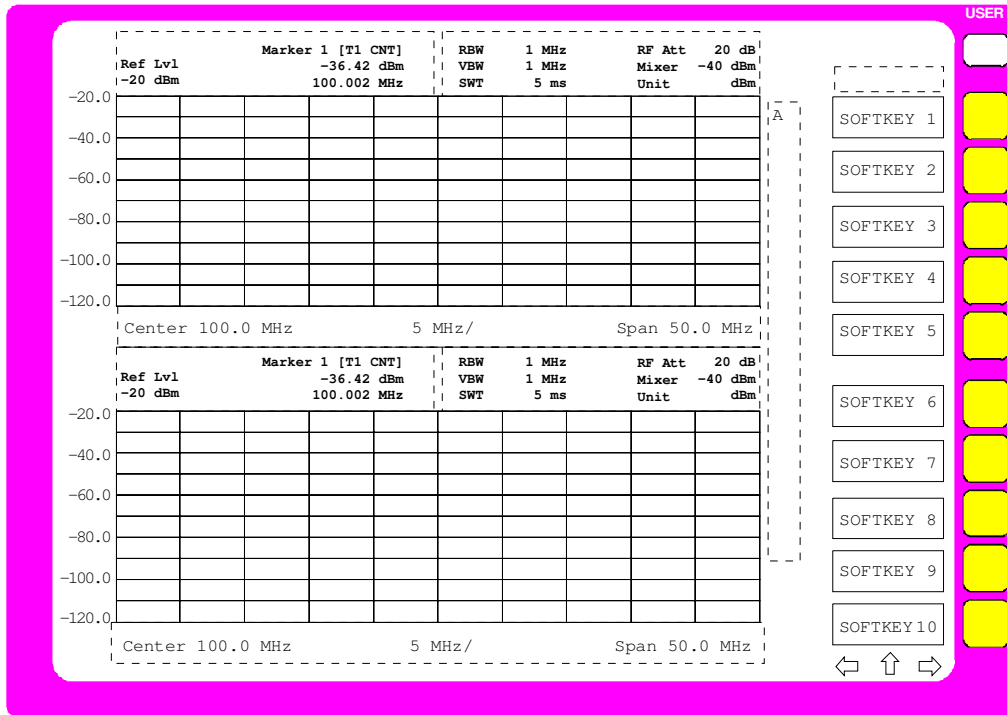 USER
Marker 1 [T1 CNT] RBW 1 MHz RF Att 20 dB
Ref Lvl -36.42 dBm VBW 1 MHz Mixer -40 dBm
-20 dBm 100.002 MHz SWT 5 ms Unit dBm
-20.0
A
SOFTKEY 1
-40.0
SOFTKEY 2
-60.0
-80.0
SOFTKEY 3
-100.0
SOFTKEY 4
-120.0
Center 100.0 MHz 5 MHz/ Span 50.0 MHz
SOFTKEY 5
Marker 1 [T1 CNT] RBW 1 MHz RF Att 20 dB
Ref Lvl -36.42 dBm VBW 1 MHz Mixer -40 dBm
-20 dBm 100.002 MHz SWT 5 ms Unit dBm
SOFTKEY 6
-20.0
-40.0
SOFTKEY 7
-60.0
SOFTKEY 8
-80.0
SOFTKEY 9
-100.0
-120.0
SOFTKEY 10
Center 100.0 MHz 5 MHz/ Span 50.0 MHz